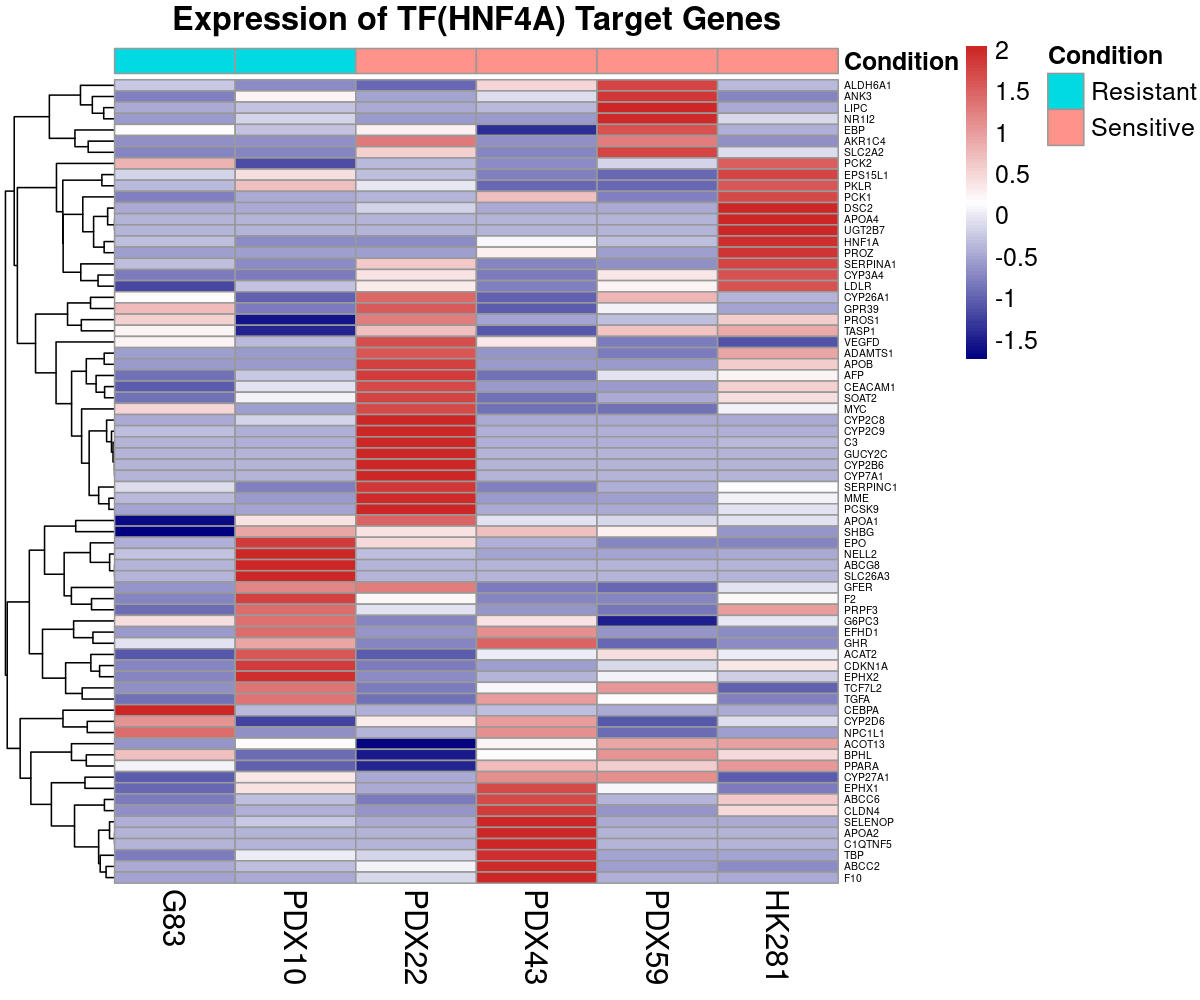 Expression of TF(HNF4A) Target Genes
Condition
2
1.5
1
0.5
0
-0.5
-1
-1.5
Condition
Resistant
Sensitive
ALDH6A1
ANK3
LIPC
NR1I2
EBP
AKR1C4
SLC2A2
PCK2
EPS15L1
PKLR
PCK1
DSC2
APOA4
UGT2B7
HNF1A
PROZ
SERPINA1
CYP3A4
LDLR
CYP26A1
GPR39
PROS1
TASP1
VEGFD
ADAMTS1
APOB
AFP
CEACAM1
SOAT2
MYC
CYP2C8
CYP2C9
C3
GUCY2C
CYP2B6
CYP7A1
SERPINC1
MME
PCSK9
APOA1
SHBG
EPO
NELL2
ABCG8
SLC26A3
GFER
F2
PRPF3
G6PC3
EFHD1
GHR
ACAT2
CDKN1A
EPHX2
TCF7L2
TGFA
CEBPA
CYP2D6
NPC1L1
ACOT13
BPHL
PPARA
CYP27A1
EPHX1
ABCC6
CLDN4
SELENOP
APOA2
C1QTNF5
TBP
ABCC2
F10
G83
PDX10
PDX22
PDX43
PDX59
HK281